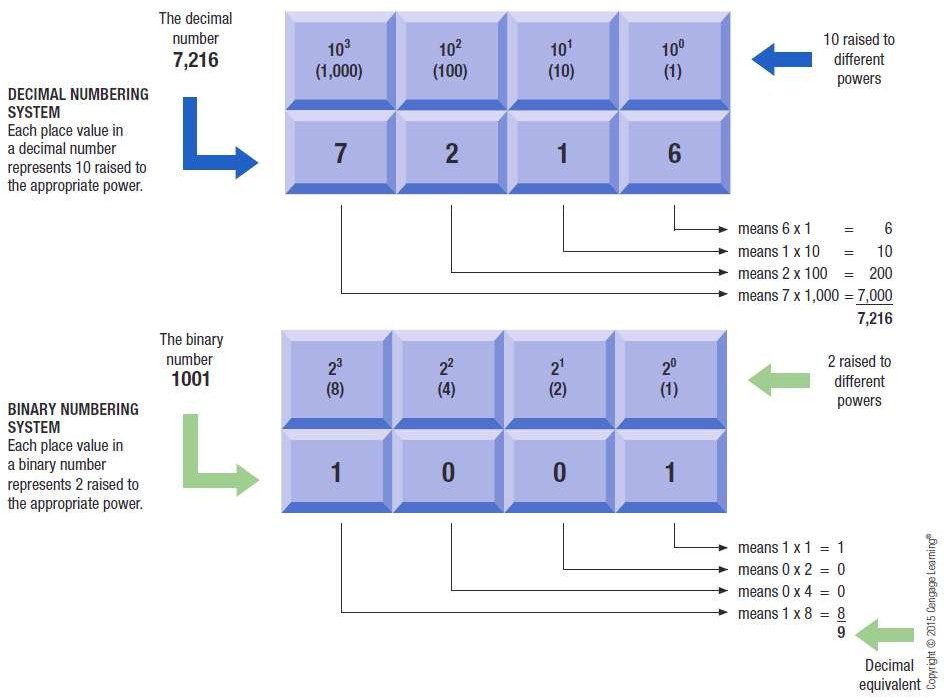 The decimal
number
7,216
DECIMAL NUMBERING
SYSTEM
Each place value in
a decimal number
represents 10 raised to
the appropriate power.
10³ 10² 10¹ 10⁰
(1,000) (100) (10) (1)
7 2 1 6
10 raised to
different
powers
means 6 x 1 = 6
means 1 x 10 = 10
means 2 x 100 = 200
means 7 x 1,000 = 7,000
7,216
The binary
number
1001
BINARY NUMBERING
SYSTEM
Each place value in
a binary number
represents 2 raised to
the appropriate power.
2³ 2² 2¹ 2⁰
(8) (4) (2) (1)
1 0 0 1
2 raised to
different
powers
means 1 x 1 = 1
means 0 x 2 = 0
means 0 x 4 = 0
means 1 x 8 = 8
9
Decimal
equivalent
Copyright © 2015 Cengage Learning®